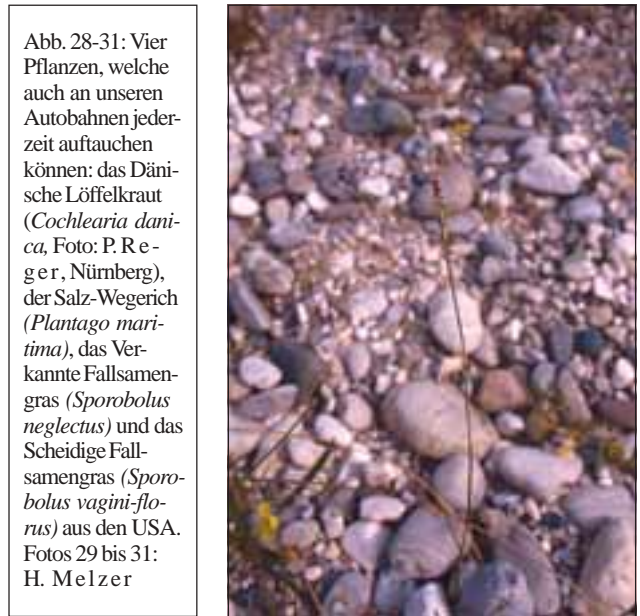 Abb. 28-31: Vier
Pflanzen, welche
auch an unseren
Autobahnen jeder-
zeit auftauchen
können: das Däni-
sche Löffelkraut
(Cochlearia dani-
ca, Foto: P. R e -
g e r , Nürnberg),
der Salz-Wegerich
(Plantago mari-
tima), das Ver-
kannte Fallsamen-
gras (Sporobolus
neglectus) und das
Scheidige Fall-
samengras (Sporo-
bolus vagini-flo-
rus) aus den USA.
Fotos 29 bis 31:
H. M e l z e r